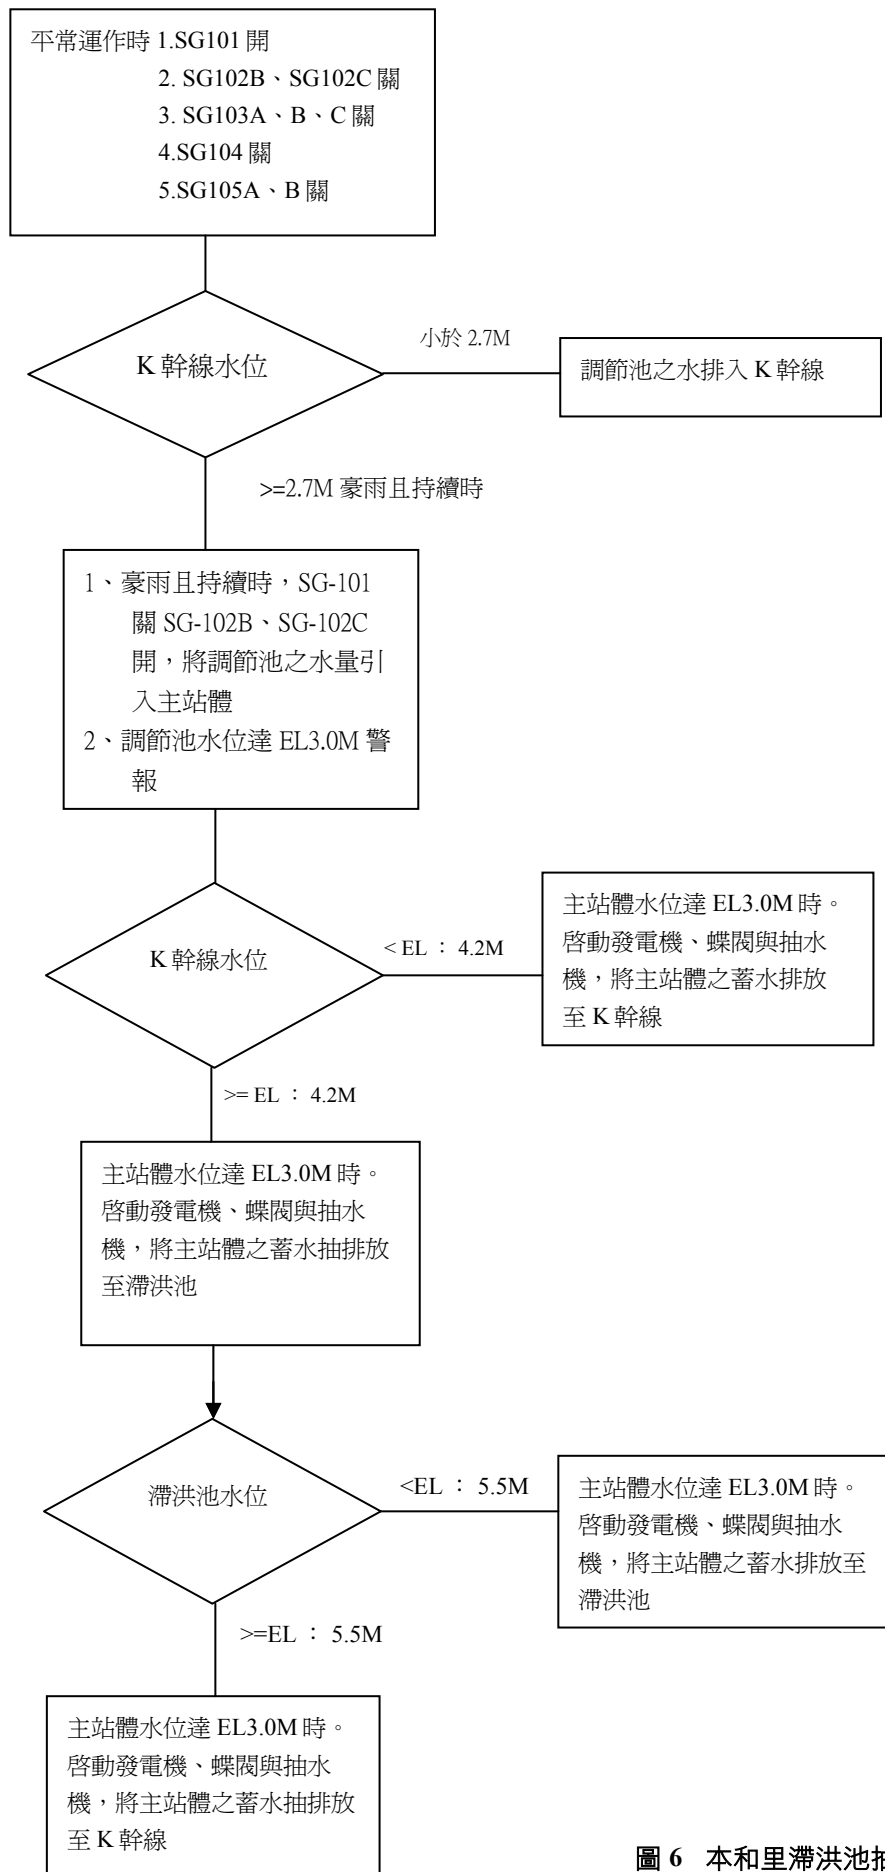 平常運作時 1.SG101 開
2. SG102B、SG102C 關
3. SG103A、B、C 關
4.SG104 關
5.SG105A、B 關
K 幹線水位
小於 2.7M
調節池之水排入 K 幹線
>=2.7M 豪雨且持續時
1、豪雨且持續時，SG-101
關 SG-102B、SG-102C
開，將調節池之水量引
入主站體
2、調節池水位達 EL3.0M 警
報
K 幹線水位
< EL : 4.2M
主站體水位達 EL3.0M 時。
啓動發電機、蝶閥與抽水
機，將主站體之蓄水排放
至 K 幹線
>= EL : 4.2M
主站體水位達 EL3.0M 時。
啓動發電機、蝶閥與抽水
機，將主站體之蓄水抽排放
至滯洪池
滯洪池水位
<EL : 5.5M
主站體水位達 EL3.0M 時。
啓動發電機、蝶閥與抽水
機，將主站體之蓄水排放至
滯洪池
>=EL : 5.5M
主站體水位達 EL3.0M 時。
啓動發電機、蝶閥與抽水
機，將主站體之蓄水抽排放
至 K 幹線
圖 6 本和里滯洪池抽